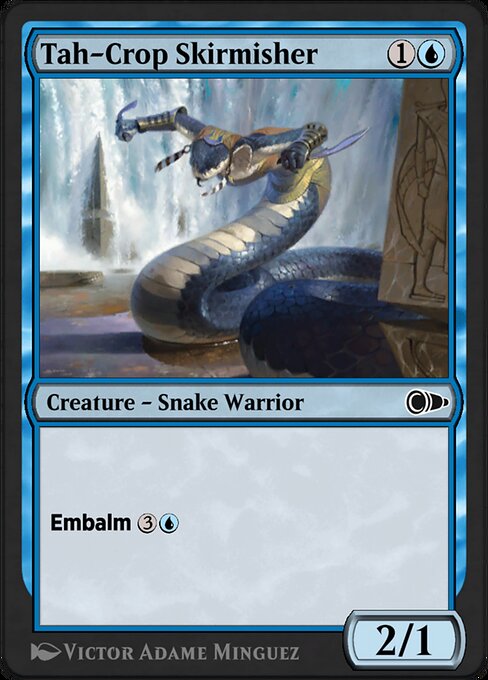 Tah-Crop Skirmisher 1
Creature – Snake Warrior
Embalm 3
2/1
Victor Adame Minguez